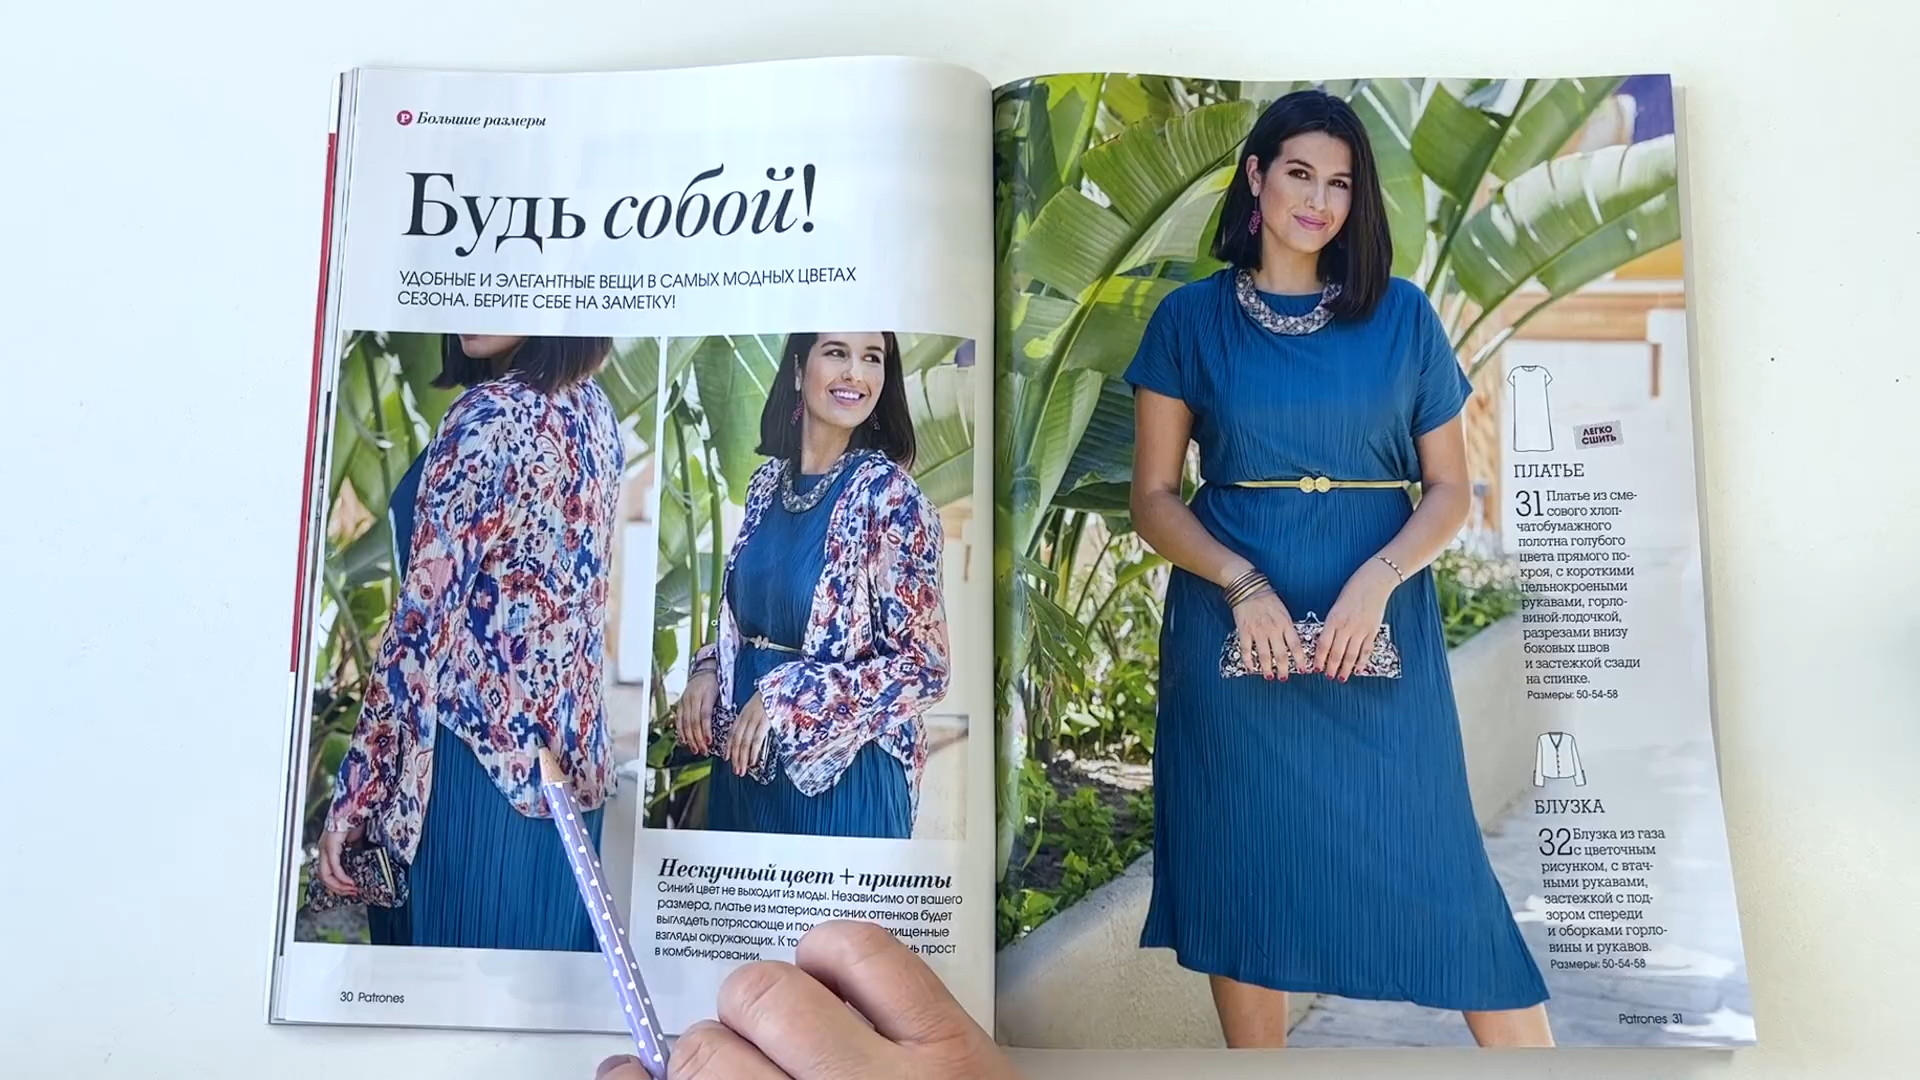 P Большие размеры
Будь собой!
УДОБНЫЕ И ЭЛЕГАНТНЫЕ ВЕЩИ В САМЫХ МОДНЫХ ЦВЕТАХ
СЕЗОНА. БЕРИТЕ СЕБЕ НА ЗАМЕТКУ!
Нескучный цвет + принты
Синий цвет не выходит из моды. Независимо от вашего
размера, платье из материала синих оттенков будет
выглядеть потрясающе и
взгляды окружающих. К
прост
в комбинировании.
30 Patrones
ЛЕГКО
СШИТЬ
ПЛАТЬЕ
31 Платье из сме-
сового хлоп-
чатобумажного
полотна голубого
цвета прямого по-
кроя, с короткими
цельнокроеными
рукавами, горло-
виной-лодочкой,
разрезами внизу
боковых швов
и застежкой сзади
на спинке.
Размеры: 50-54-58
БЛУЗКА
32 Блузка из газа
с цветочным
рисунком, с втач-
ными рукавами,
застежкой с под-
зором спереди
и оборками горло-
вины и рукавов.
Размеры: 50-54-58
Patrones 31